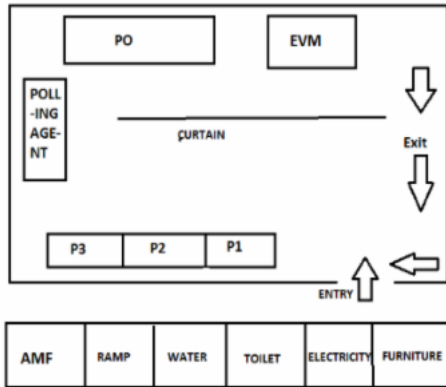 PO
EVM
POLL
-ING
AGE-
NT
CURTAIN
Exit
P3 P2 P1
ENTRY
AMF RAMP WATER TOILET ELECTRICITY FURNITURE